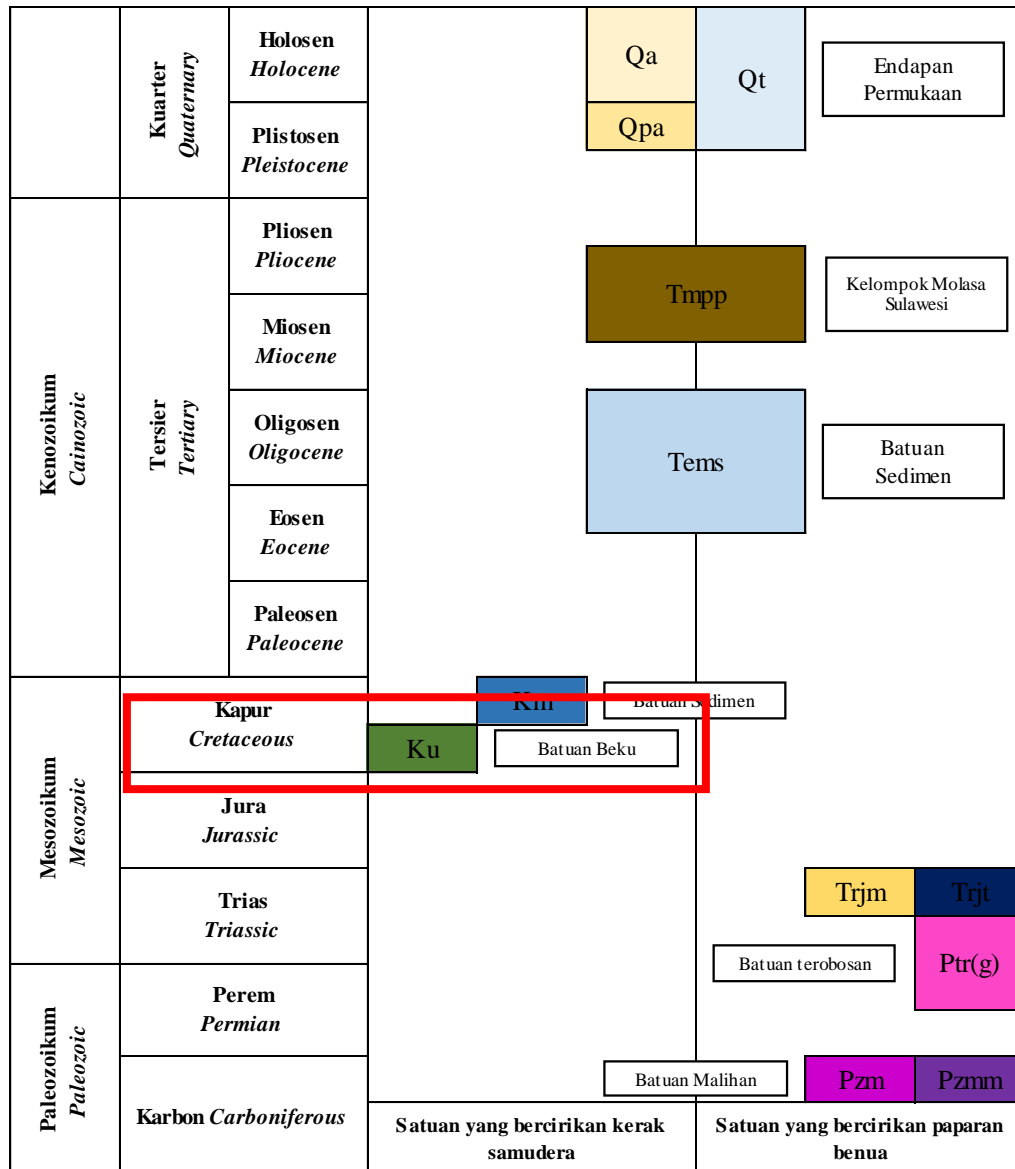 Kuarter
Quaternary
Holosen
Holocene
Qa
Qt
Endapan
Permukaan
Plistosen
Pleistocene
Qpa
Kenozoikum
Cainozoic
Tersier
Tertiary
Pliosen
Pliocene
Tmpp
Kelompok Molasa
Sulawesi
Miosen
Miocene
Oligosen
Oligocene
Tems
Batuan
Sedimen
Eosen
Eocene
Paleosen
Paleocene
Mesozoikum
Mesozoic
Kapur
Cretaceous
Km
Batuan Sedimen
Ku
Batuan Beku
Jura
Jurassic
Trias
Triassic
Trjm
Trjt
Batuan terobosan
Ptr(g)
Paleozoikum
Paleozoic
Perem
Permian
Batuan Malihan
Pzm
Pzmm
Karbon Carboniferous
Satuan yang bercirikan kerak
samudera
Satuan yang bercirikan paparan
benua